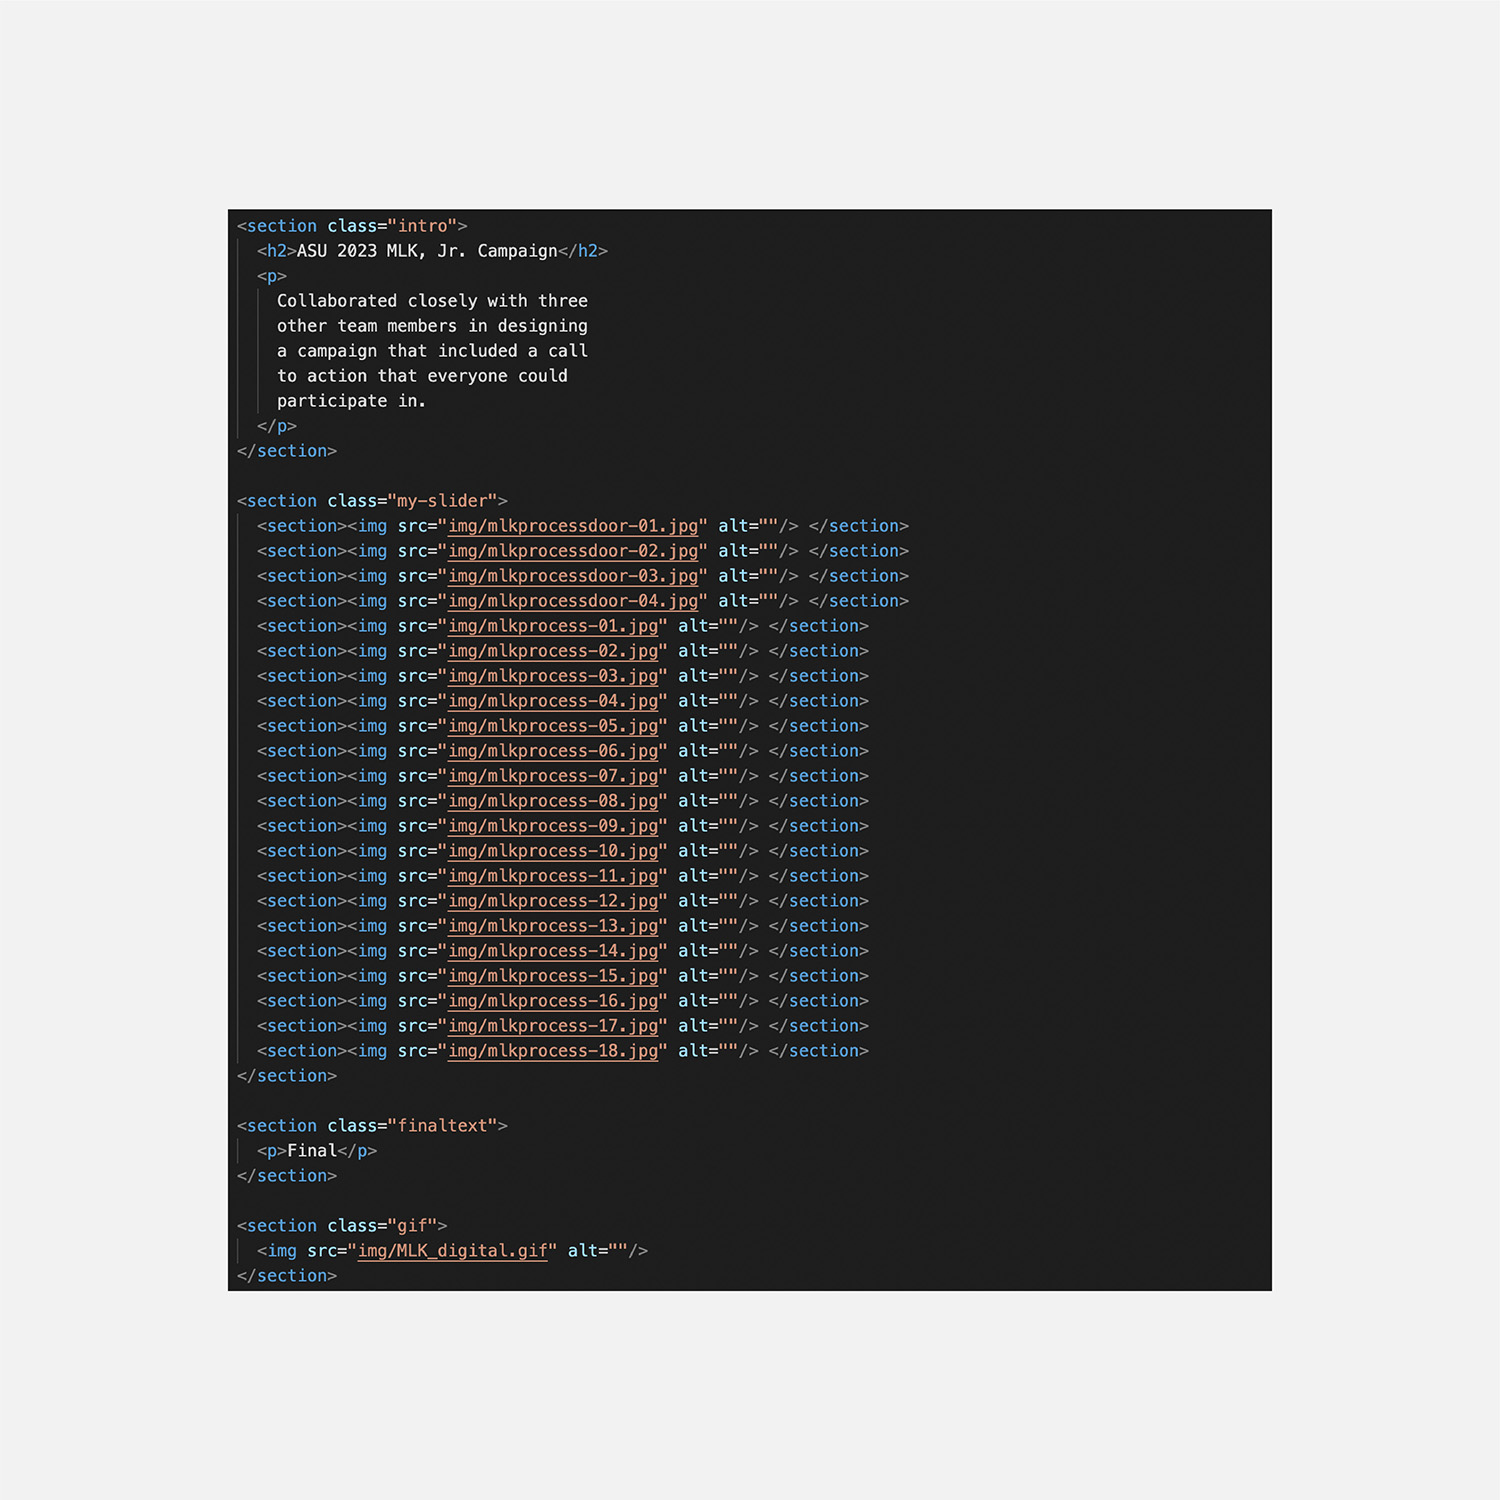 <section class="intro">
<h2>ASU 2023 MLK, Jr. Campaign</h2>
<p>
Collaborated closely with three
other team members in designing
a campaign that included a call
to action that everyone could
participate in.
</p>
</section>
<section class="my-slider">
<section><img src="img/mlkprocessdoor-01.jpg" alt=""/> </section>
<section><img src="img/mlkprocessdoor-02.jpg" alt=""/> </section>
<section><img src="img/mlkprocessdoor-03.jpg" alt=""/> </section>
<section><img src="img/mlkprocessdoor-04.jpg" alt=""/> </section>
<section><img src="img/mlkprocess-01.jpg" alt=""/> </section>
<section><img src="img/mlkprocess-02.jpg" alt=""/> </section>
<section><img src="img/mlkprocess-03.jpg" alt=""/> </section>
<section><img src="img/mlkprocess-04.jpg" alt=""/> </section>
<section><img src="img/mlkprocess-05.jpg" alt=""/> </section>
<section><img src="img/mlkprocess-06.jpg" alt=""/> </section>
<section><img src="img/mlkprocess-07.jpg" alt=""/> </section>
<section><img src="img/mlkprocess-08.jpg" alt=""/> </section>
<section><img src="img/mlkprocess-09.jpg" alt=""/> </section>
<section><img src="img/mlkprocess-10.jpg" alt=""/> </section>
<section><img src="img/mlkprocess-11.jpg" alt=""/> </section>
<section><img src="img/mlkprocess-12.jpg" alt=""/> </section>
<section><img src="img/mlkprocess-13.jpg" alt=""/> </section>
<section><img src="img/mlkprocess-14.jpg" alt=""/> </section>
<section><img src="img/mlkprocess-15.jpg" alt=""/> </section>
<section><img src="img/mlkprocess-16.jpg" alt=""/> </section>
<section><img src="img/mlkprocess-17.jpg" alt=""/> </section>
<section><img src="img/mlkprocess-18.jpg" alt=""/> </section>
</section>
<section class="finaltext">
<p>Final</p>
</section>
<section class="gif">
<img src="img/MLK_digital.gif" alt=""/>
</section>